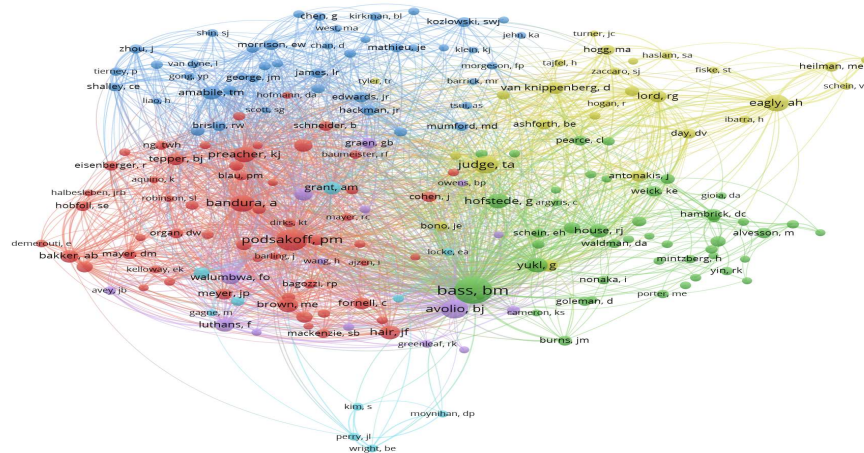 chen, g
kirkman, bl
shin, sj
west, ma
kozlowski, swj
zhou, j
morrison, ew
chan, d
jehn, ka
turner, jc
van dyne, l
mathieu, je
klein, kj
hogg, ma
haslam, sa
tierney, p
gong, yp
george, jm
james, lr
morgeson, fp
tajfel, h
zaccaro, sj
heilman, me
shalley, ce
tyler, tr
barrick, mr
fiske, st
schein, v
amabile, tm
liao, h
hofmann, da
edwards, jr
tsui, as
van knippenberg, d
hogan, r
lord, rg
eagly, ah
scott, sg
hackman, jr
brislin, rw
schneider, b
mumford, md
ashforth, be
ibarra, h
day, dv
ng, twh
graen, gb
pearce, cl
eisenberger, r
tepper, bj
preacher, kj
baumeister, rf
judge, ta
antonakis, j
aquino, k
blau, pm
owens, bp
weick, ke
halbesleben, jrb
grant, am
cohen, j
hofstede, g
gioia, da
hobfoll, se
robinson, sl
bandura, a
mayer, rc
argyris, c
hambrick, dc
organ, dw
dirks, kt
bono, je
schein, eh
house, rj
alvesson, m
demerouti, e
podsakoff, pm
waldman, da
bakker, ab
mayer, dm
barling, j
locke, ea
mintzberg, h
kelloway, ek
wang, h
ajzen, i
yukl, g
yin, rk
walumbwa, fo
bagozzi, rp
nonaka, i
avey, jb
meyer, jp
bass, bm
porter, me
gagne, m
brown, me
fornell, c
goleman, d
luthans, f
avolio, bj
cameron, ks
mackenzie, sb
hair, jf
greenleaf, rk
burns, jm
kim, s
moynihan, dp
perry, jl
wright, be